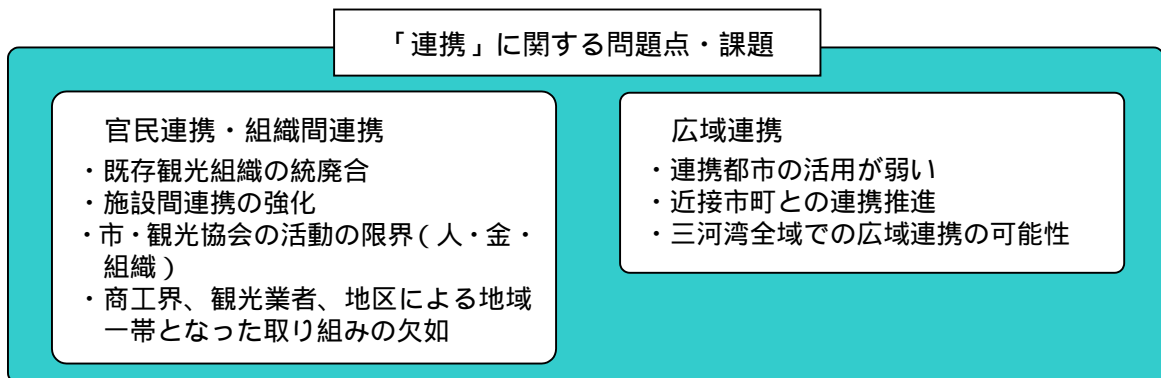 「連携」に関する問題点・課題
官民連携・組織間連携
・既存観光組織の統廃合
・施設間連携の強化
・市・観光協会の活動の限界（人・金・
組織）
・商工界、観光業者、地区による地域
一帯となった取り組みの欠如
広域連携
・連携都市の活用が弱い
・近接市町との連携推進
・三河湾全域での広域連携の可能性